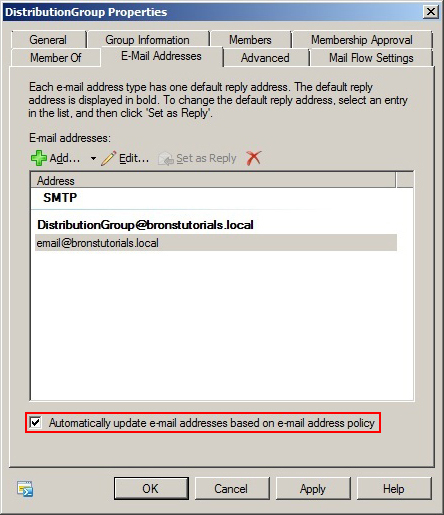 DistributionGroup Properties
General Group Information Members Membership Approval
Member Of E-Mail Addresses Advanced Mail Flow Settings
Each e-mail address type has one default reply address. The default reply
address is displayed in bold. To change the default reply address, select an entry
in the list, and then click 'Set as Reply'.
E-mail addresses:
Add... Edit... Set as Reply
Address
SMTP
DistributionGroup@bronstutorials.local
email@bronstutorials.local
Automatically update e-mail addresses based on e-mail address policy
OK Cancel Apply Help